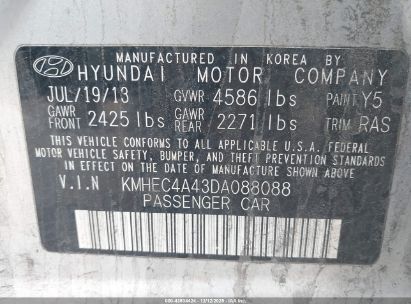 MANUFACTURED IN KOREA BY
HYUNDAI MOTOR COMPANY
JUL/19/13 GVWR 4586 lbs PAINT Y5
GAWR FRONT 2425 lbs GAWR REAR 2271 lbs TRIM RAS
THIS VEHICLE CONFORMS TO ALL APPLICABLE U.S.A. FEDERAL
MOTOR VEHICLE SAFETY, BUMPER, AND THEFT PREVENTION STANDARDS
IN EFFECT ON THE DATE OF MANUFACTURE SHOWN ABOVE.
V.I.N KMHEC4A43DA088088
PASSENGER CAR